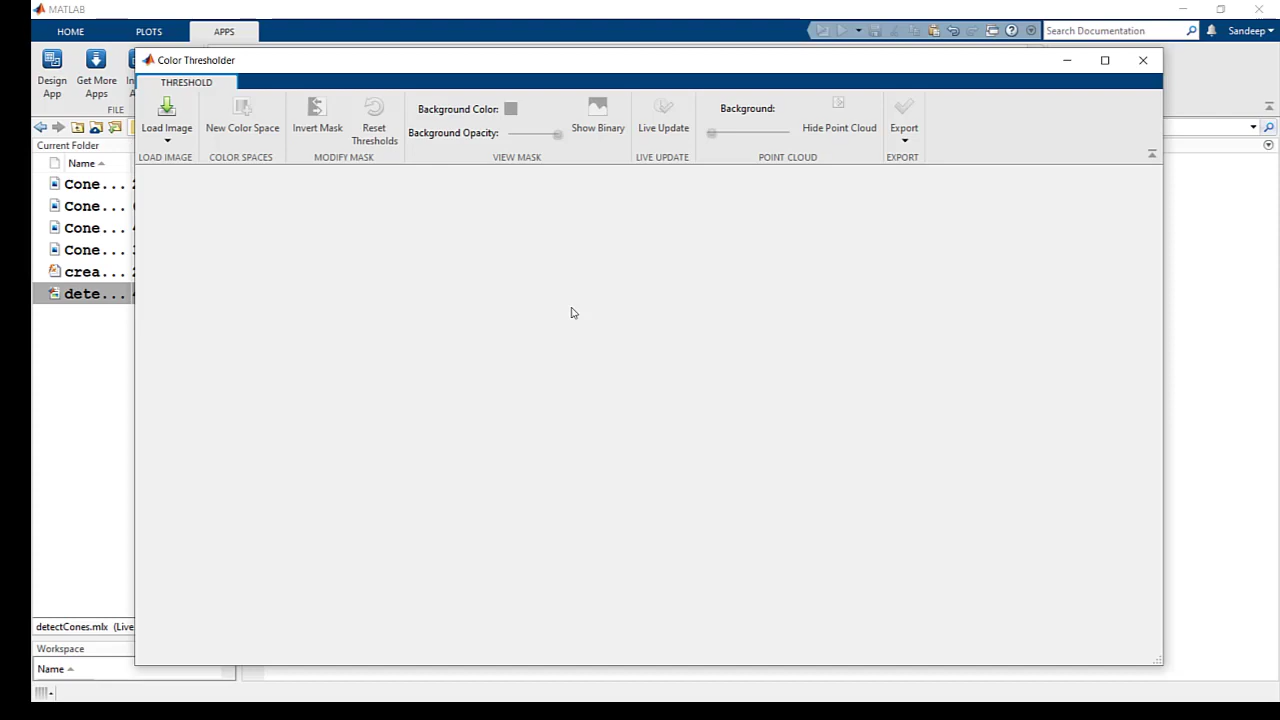 MATLAB
HOME PLOTS APPS
Search Documentation Sandeep
Design App
Get More Apps
FILE
Color Thresholder
THRESHOLD
Load Image
New Color Space
Invert Mask
Reset Thresholds
Background Color:
Background Opacity:
Show Binary
Live Update
Background:
Hide Point Cloud
Export
LOAD IMAGE COLOR SPACES MODIFY MASK VIEW MASK LIVE UPDATE POINT CLOUD EXPORT
Current Folder
Name
Cone...
Cone...
Cone...
Cone...
crea...
dete...
detectCones.mlx (Live
Workspace
Name